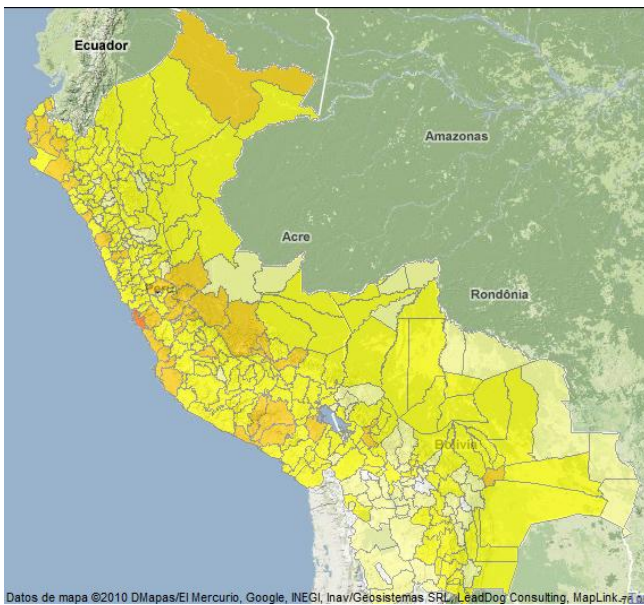 Ecuador
Amazonas
Acre
Perú
Rondônia
Bolivia
Datos de mapa ©2010 DMapas/El Mercurio, Google, INEGI, Inav/Geosistemas SRL, LeadDog Consulting, MapLink